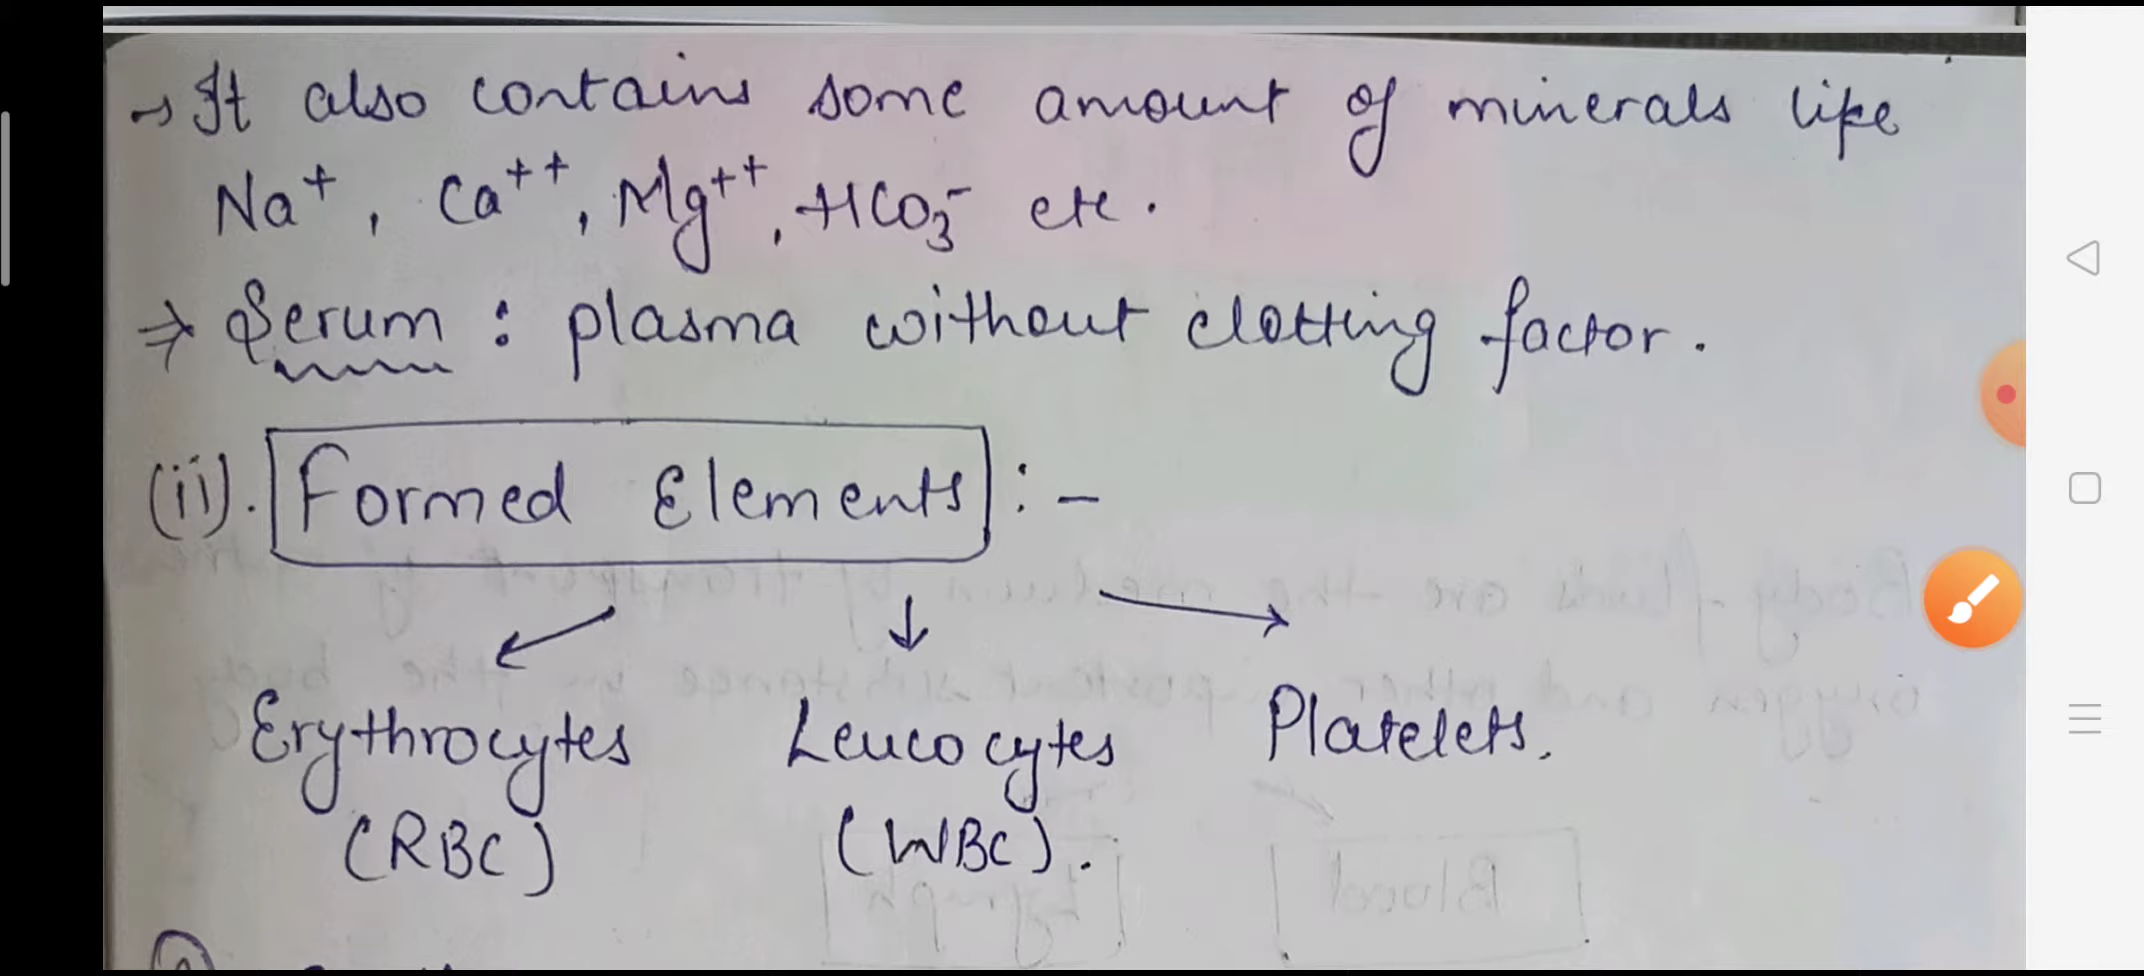 → It also contains some amount of minerals like
Na⁺, Ca⁺⁺, Mg⁺⁺, HCO₃⁻ etc.
⇒ Serum : plasma without clotting factor.
(ii). Formed Elements :-
Erythrocytes Leucocytes Platelets.
(RBC) (WBC).